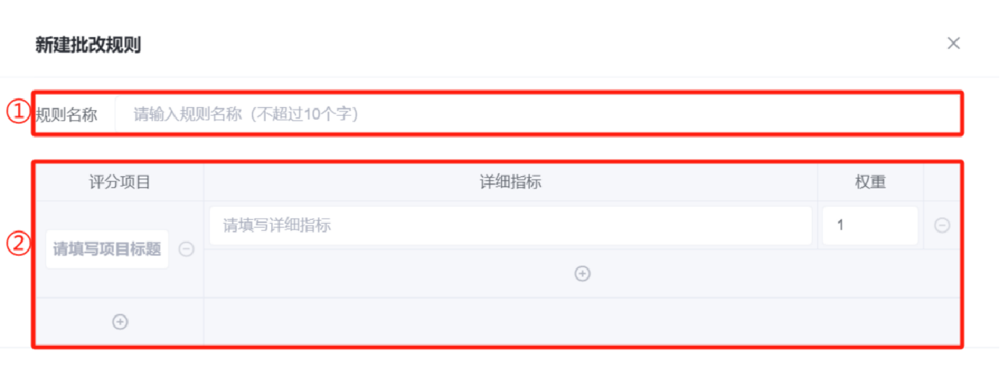 新建批改规则
① 规则名称 请输入规则名称（不超过10个字）
评分项目 详细指标 权重
请填写详细指标 1
② 请填写项目标题